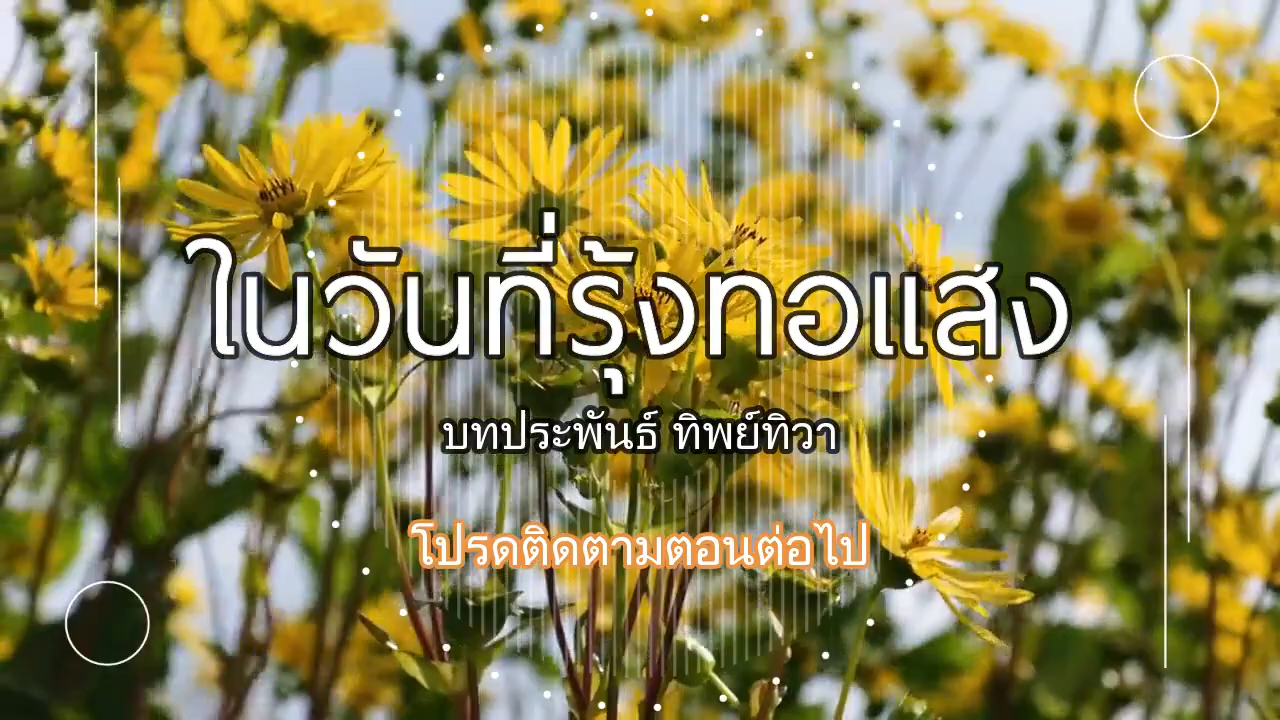 ในวันที่รุ้งทอแสง
บทประพันธ์ ทิพย์ทิวา
โปรดติดตามตอนต่อไป